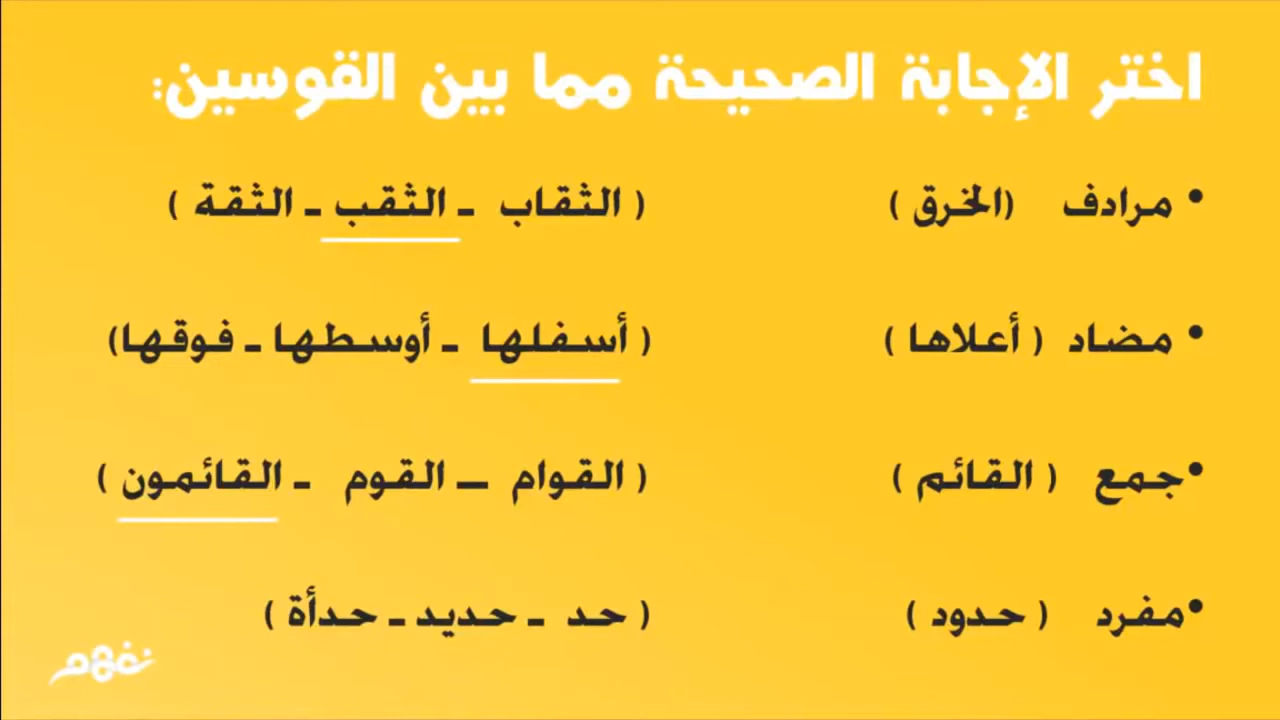 اختر الإجابة الصحيحة مما بين القوسين:
• مرادف (الخرق) ( الثقاب ـ الثقب ـ الثقة )
• مضاد ( أعلاها ) ( أسفلها ـ أوسطها ـ فوقها)
• جمع ( القائم ) ( القوام ــ القوم ـ القائمون )
• مفرد ( حدود ) ( حد ـ حديد ـ حدأة )
نفهم